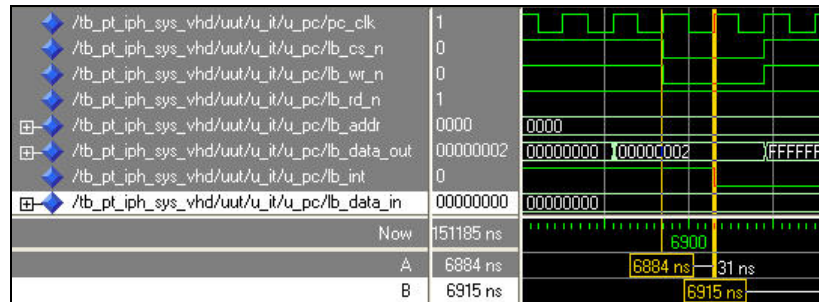 /tb_pt_iph_sys_vhd/uut/u_it/u_pc/pc_clk 1
/tb_pt_iph_sys_vhd/uut/u_it/u_pc/lb_cs_n 0
/tb_pt_iph_sys_vhd/uut/u_it/u_pc/lb_wr_n 0
/tb_pt_iph_sys_vhd/uut/u_it/u_pc/lb_rd_n 1
/tb_pt_iph_sys_vhd/uut/u_it/u_pc/lb_addr 0000 0000
/tb_pt_iph_sys_vhd/uut/u_it/u_pc/lb_data_out 00000002 00000000 00000002 FFFFFF
/tb_pt_iph_sys_vhd/uut/u_it/u_pc/lb_int 0
/tb_pt_iph_sys_vhd/uut/u_it/u_pc/lb_data_in 00000000 00000000
Now 151185 ns 6900
A 6884 ns 6884 ns 31 ns
B 6915 ns 6915 ns